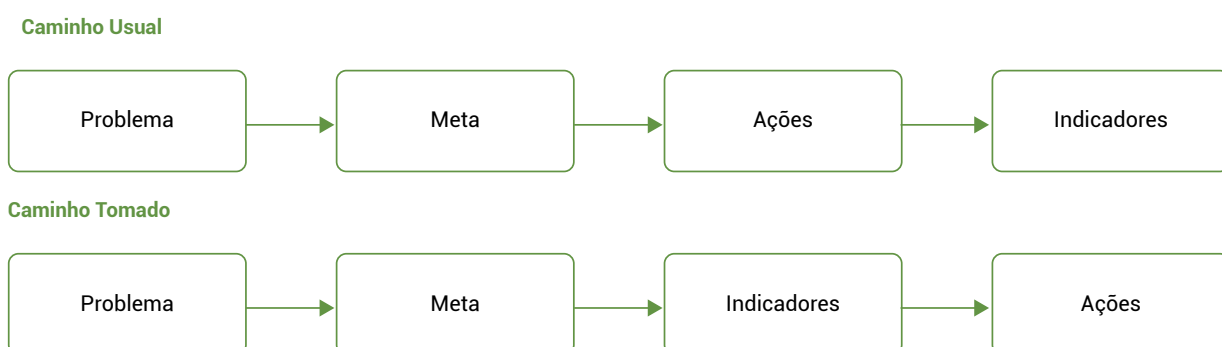 Caminho Usual
Problema Meta Ações Indicadores
Caminho Tomado
Problema Meta Indicadores Ações